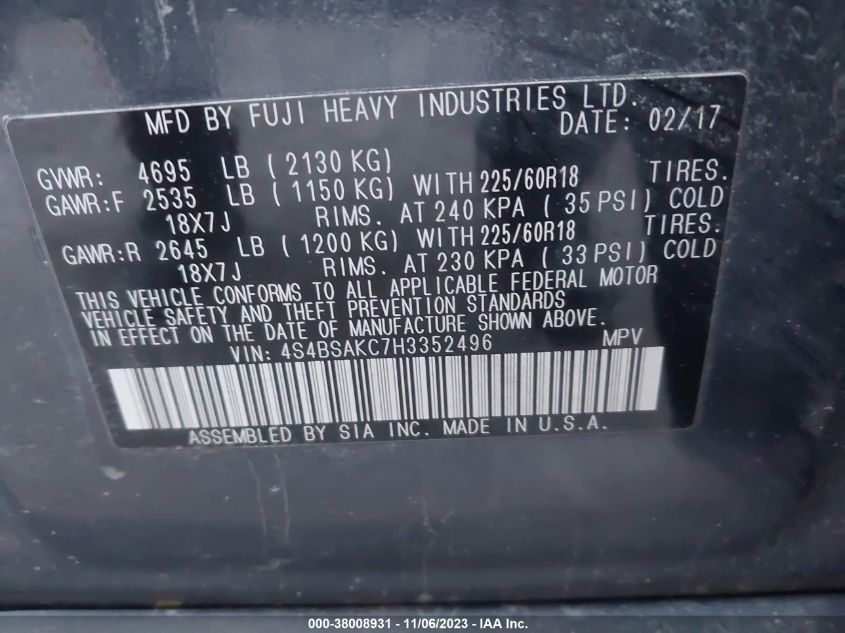 MFD BY FUJI HEAVY INDUSTRIES LTD.
DATE: 02/17
GVWR: 4695 LB ( 2130 KG)
GAWR:F 2535 LB ( 1150 KG) WITH 225/60R18 TIRES.
18X7J RIMS. AT 240 KPA ( 35 PSI) COLD
GAWR:R 2645 LB ( 1200 KG) WITH 225/60R18 TIRES.
18X7J RIMS. AT 230 KPA ( 33 PSI) COLD
THIS VEHICLE CONFORMS TO ALL APPLICABLE FEDERAL MOTOR
VEHICLE SAFETY AND THEFT PREVENTION STANDARDS
IN EFFECT ON THE DATE OF MANUFACTURE SHOWN ABOVE.
VIN: 4S4BSAKC7H3352496 MPV
ASSEMBLED BY SIA INC. MADE IN U.S.A.
000-38008931 - 11/06/2023 - IAA Inc.